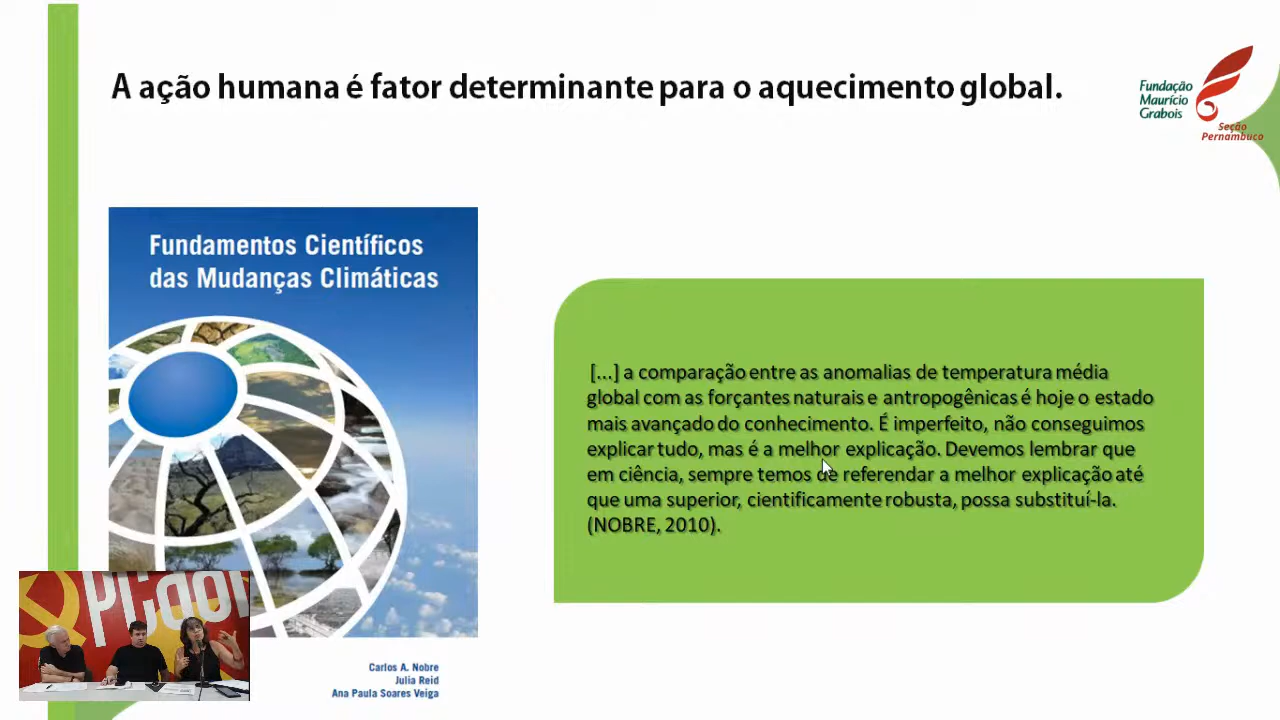 A ação humana é fator determinante para o aquecimento global.
Fundação
Maurício
Grabois
Seção
Pernambuco
Fundamentos Científicos
das Mudanças Climáticas
[...] a comparação entre as anomalias de temperatura média
global com as forçantes naturais e antropogênicas é hoje o estado
mais avançado do conhecimento. É imperfeito, não conseguimos
explicar tudo, mas é a melhor explicação. Devemos lembrar que
em ciência, sempre temos de referendar a melhor explicação até
que uma superior, cientificamente robusta, possa substituí-la.
(NOBRE, 2010).
PCdoB
Carlos A. Nobre
Julia Reid
Ana Paula Soares Veiga